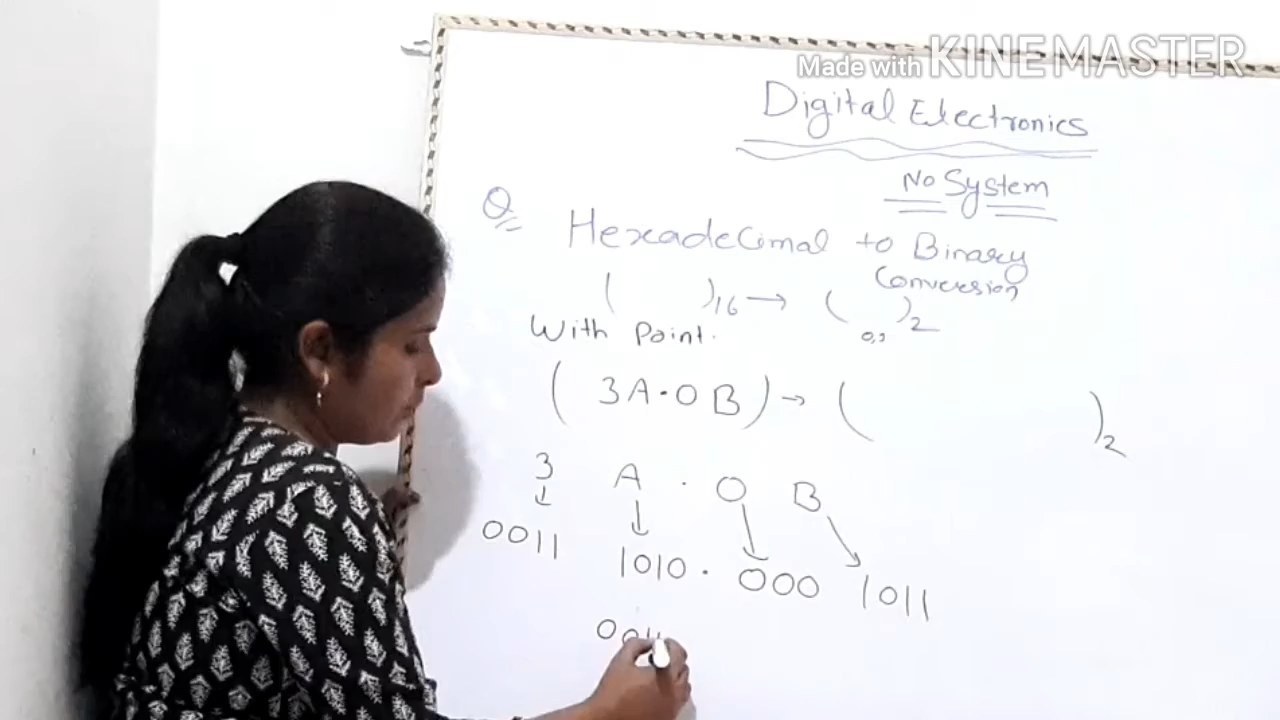 Made with KINEMASTER
Digital Electronics
No System
Q
Hexadecimal to Binary
Conversion
( )16 → ( 0,1 )2
With Point.
( 3A.0B ) → ( )2
3 A . 0 B
↓ ↓ ↓ ↓
0011 1010 . 000 1011
0011